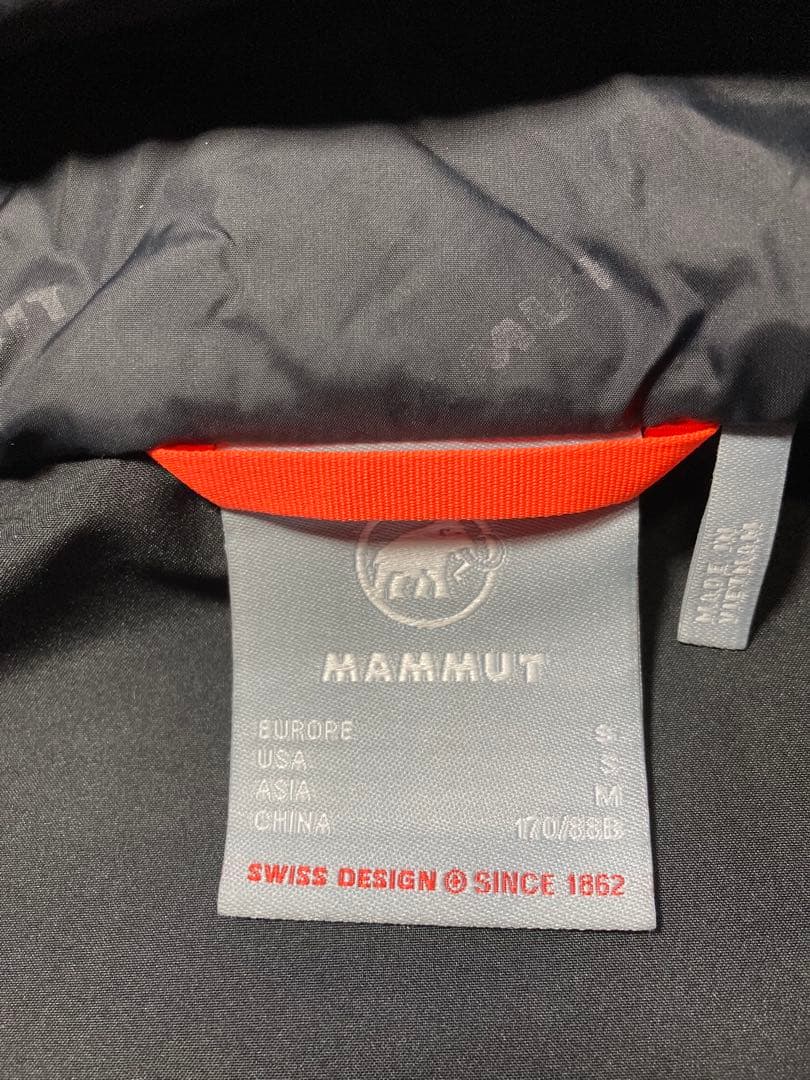 MADE IN
VIETNAM
MAMMUT
EUROPE S
USA S
ASIA M
CHINA 170/88B
SWISS DESIGN SINCE 1862